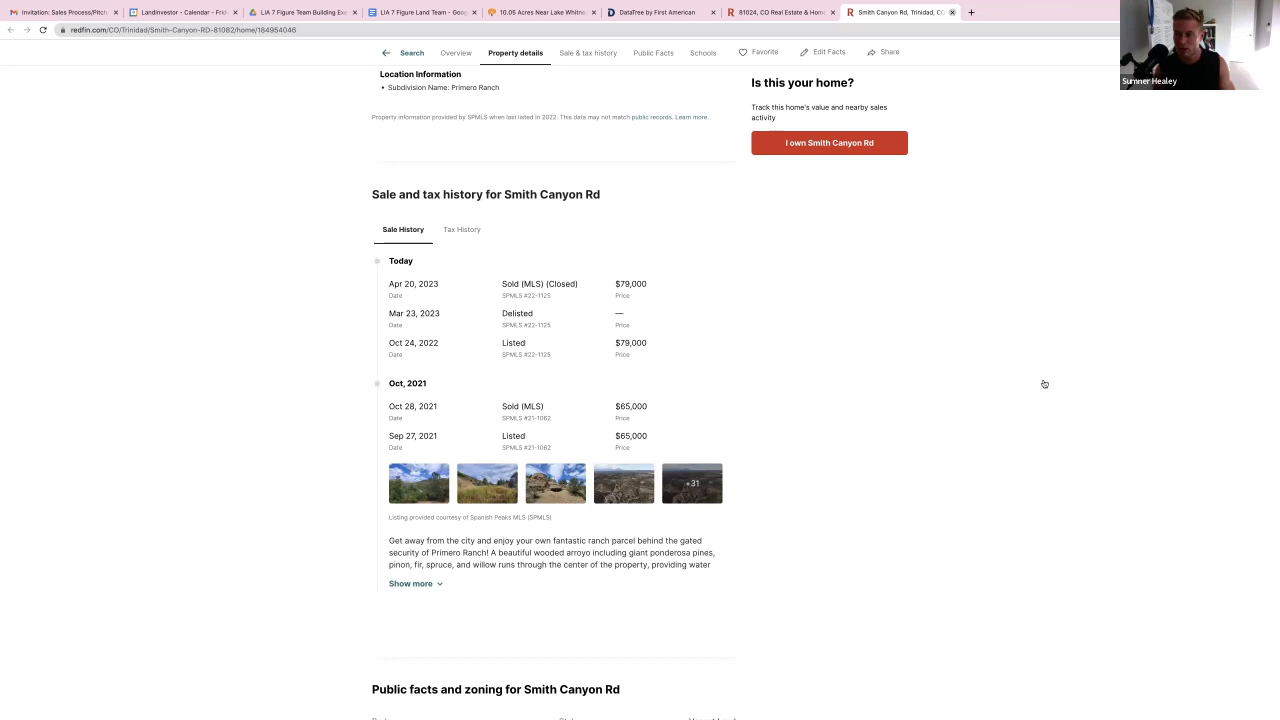 Invitation: Sales Process/Pitch
Landinvestor - Calendar - Frid
LIA 7 Figure Team Building Exe
LIA 7 Figure Land Team - Goog
10.05 Acres Near Lake Whitne
DataTree by First American
81024, CO Real Estate & Home
Smith Canyon Rd, Trinidad, CO
redfin.com/CO/Trinidad/Smith-Canyon-RD-81082/home/184954046
Search
Overview
Property details
Sale & tax history
Public Facts
Schools
Favorite
Edit Facts
Share
Sumner Healey
Location Information
• Subdivision Name: Primero Ranch
Property information provided by SPMLS when last listed in 2022. This data may not match public records. Learn more.
Is this your home?
Track this home's value and nearby sales
activity
I own Smith Canyon Rd
Sale and tax history for Smith Canyon Rd
Sale History
Tax History
Today
Apr 20, 2023 Sold (MLS) (Closed) $79,000
Date SPMLS #22-1125 Price
Mar 23, 2023 Delisted —
Date SPMLS #22-1125 Price
Oct 24, 2022 Listed $79,000
Date SPMLS #22-1125 Price
Oct, 2021
Oct 28, 2021 Sold (MLS) $65,000
Date SPMLS #21-1062 Price
Sep 27, 2021 Listed $65,000
Date SPMLS #21-1062 Price
+31
Listing provided courtesy of Spanish Peaks MLS (SPMLS)
Get away from the city and enjoy your own fantastic ranch parcel behind the gated
security of Primero Ranch! A beautiful wooded arroyo including giant ponderosa pines,
pinon, fir, spruce, and willow runs through the center of the property, providing water
Show more
Public facts and zoning for Smith Canyon Rd